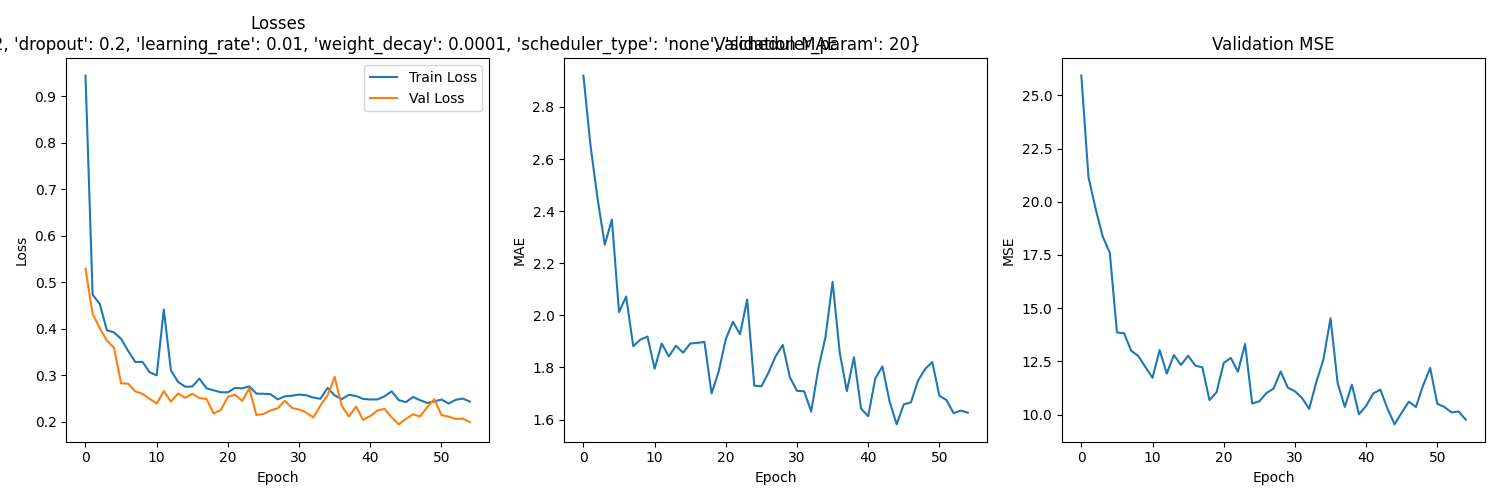 Losses
2, 'dropout': 0.2, 'learning_rate': 0.01, 'weight_decay': 0.0001, 'scheduler_type': 'none', 'scheduler_param': 20}
Validation MAE
Validation MSE
Train Loss
Val Loss
0.9
0.8
0.7
0.6
0.5
0.4
0.3
0.2
Loss
0 10 20 30 40 50
Epoch
2.8
2.6
2.4
2.2
2.0
1.8
1.6
MAE
0 10 20 30 40 50
Epoch
25.0
22.5
20.0
17.5
15.0
12.5
10.0
MSE
0 10 20 30 40 50
Epoch